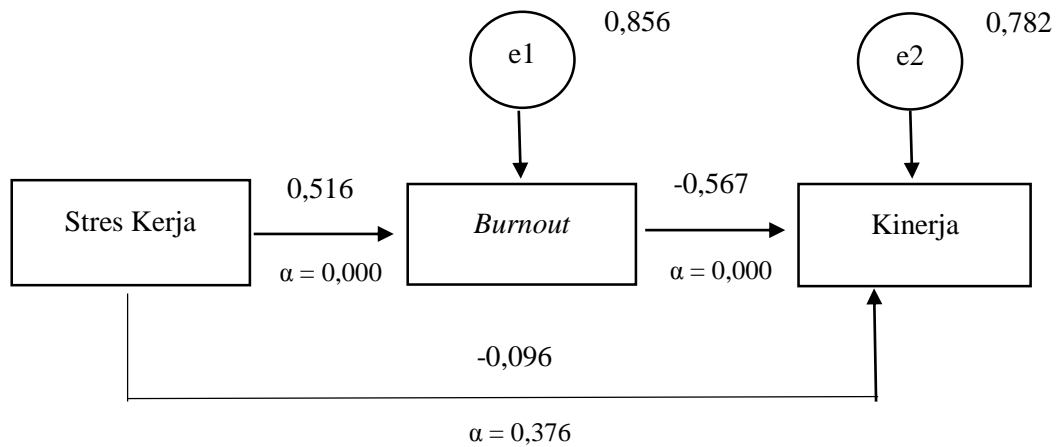 e1
0,856
e2
0,782
Stres Kerja
0,516
α = 0,000
Burnout
-0,567
α = 0,000
Kinerja
-0,096
α = 0,376